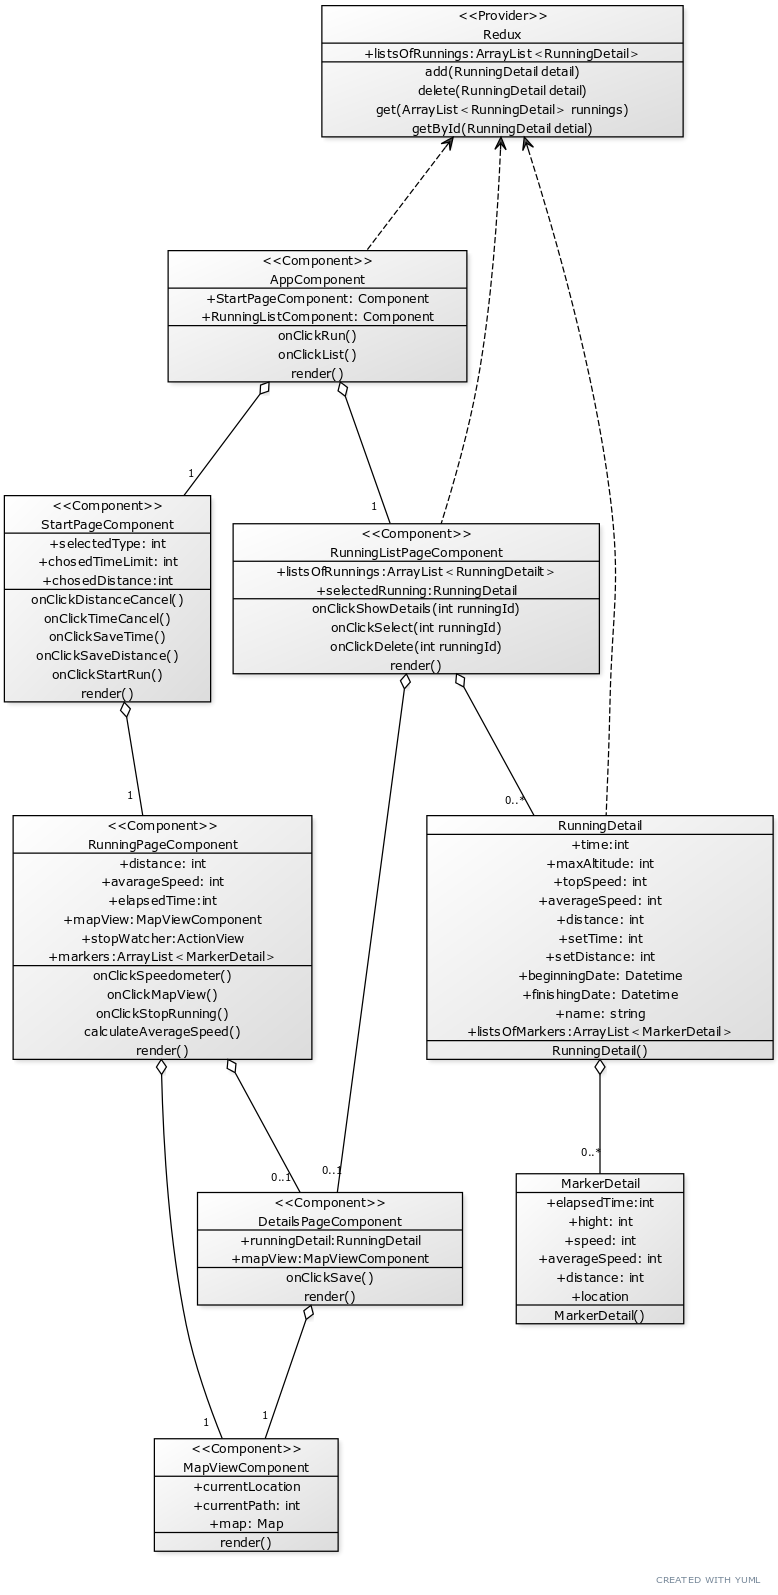 <<Provider>>
Redux
+listsOfRunnings:ArrayList<RunningDetail>
add(RunningDetail detail)
delete(RunningDetail detail)
get(ArrayList<RunningDetail> runnings)
getById(RunningDetail detial)
<<Component>>
AppComponent
+StartPageComponent: Component
+RunningListComponent: Component
onClickRun()
onClickList()
render()
1
1
<<Component>>
StartPageComponent
+selectedType: int
+chosedTimeLimit: int
+chosedDistance:int
onClickDistanceCancel()
onClickTimeCancel()
onClickSaveTime()
onClickSaveDistance()
onClickStartRun()
render()
<<Component>>
RunningListPageComponent
+listsOfRunnings:ArrayList<RunningDetailt>
+selectedRunning:RunningDetail
onClickShowDetails(int runningId)
onClickSelect(int runningId)
onClickDelete(int runningId)
render()
1
0..*
<<Component>>
RunningPageComponent
+distance: int
+avarageSpeed: int
+elapsedTime:int
+mapView:MapViewComponent
+stopWatcher:ActionView
+markers:ArrayList<MarkerDetail>
onClickSpeedometer()
onClickMapView()
onClickStopRunning()
calculateAverageSpeed()
render()
RunningDetail
+time:int
+maxAltitude: int
+topSpeed: int
+averageSpeed: int
+distance: int
+setTime: int
+setDistance: int
+beginningDate: Datetime
+finishingDate: Datetime
+name: string
+listsOfMarkers:ArrayList<MarkerDetail>
RunningDetail()
0..1
0..1
0..*
<<Component>>
DetailsPageComponent
+runningDetail:RunningDetail
+mapView:MapViewComponent
onClickSave()
render()
MarkerDetail
+elapsedTime:int
+hight: int
+speed: int
+averageSpeed: int
+distance: int
+location
MarkerDetail()
1
1
<<Component>>
MapViewComponent
+currentLocation
+currentPath: int
+map: Map
render()
CREATED WITH YUML